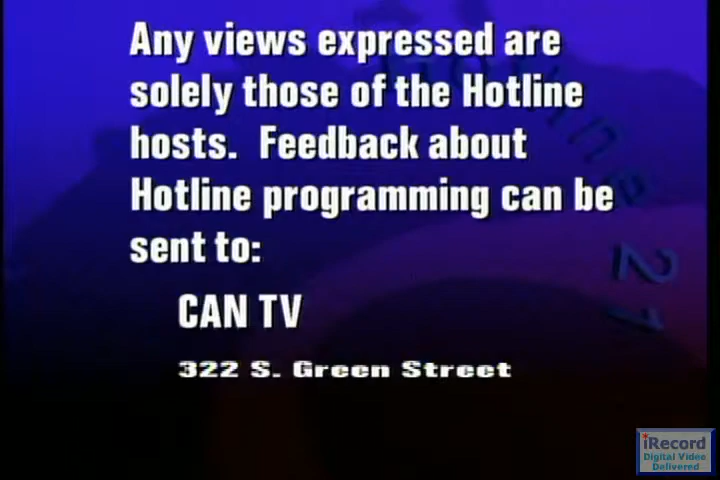 Any views expressed are
solely those of the Hotline
hosts.  Feedback about
Hotline programming can be
sent to:
CAN TV
322 S. Green Street
21
iRecord
Digital Video
Delivered